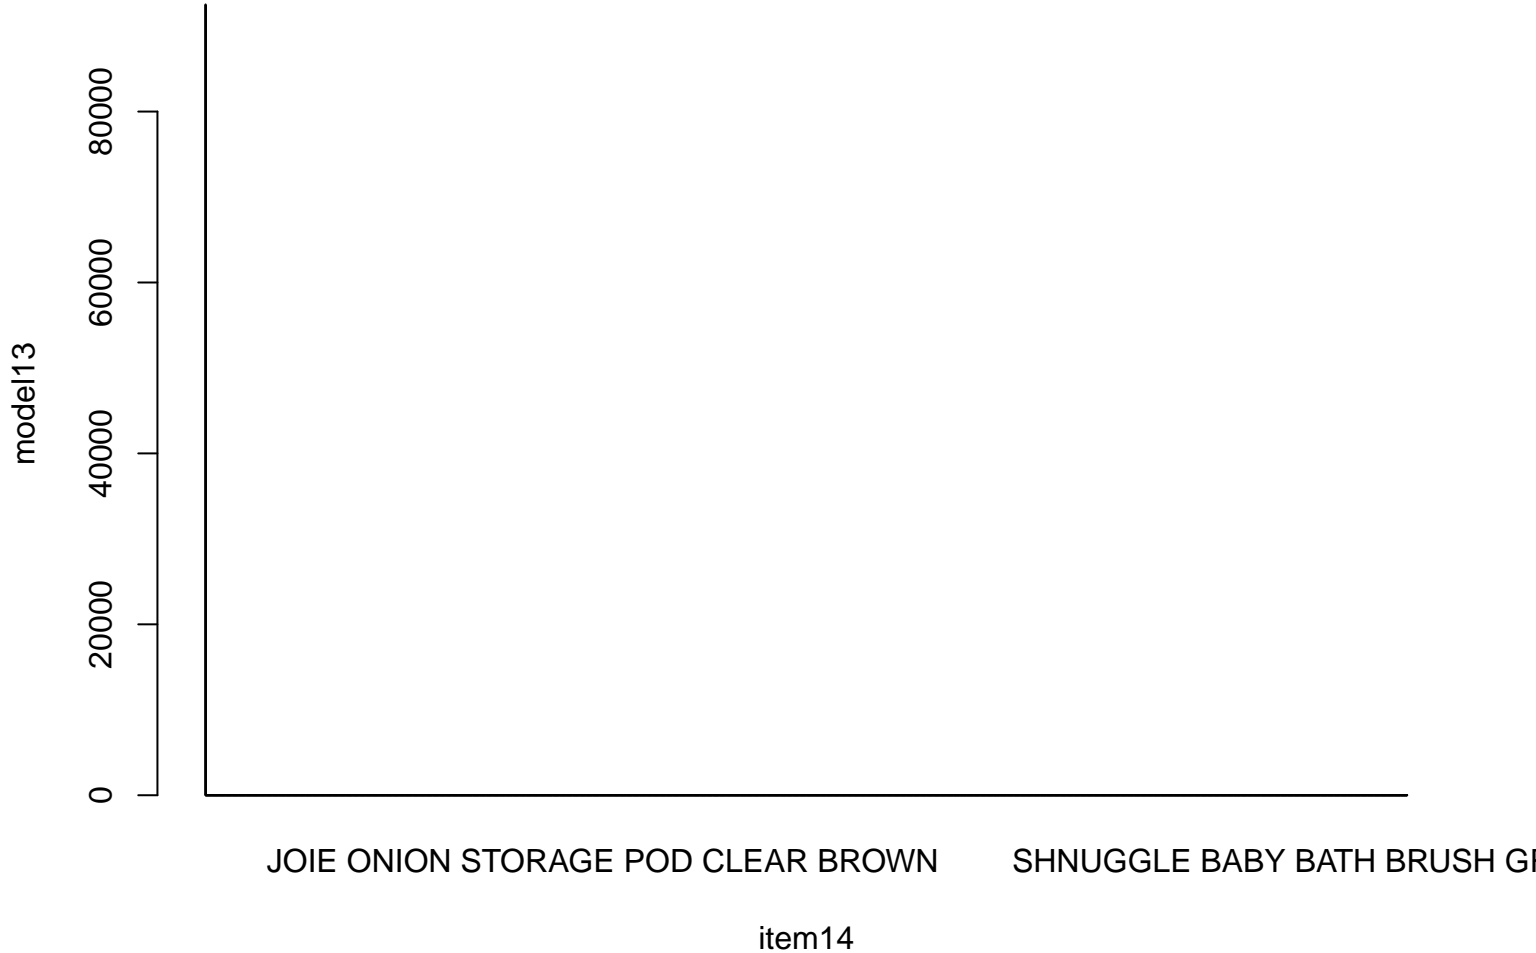 80000
60000
40000
20000
0
model13
JOIE ONION STORAGE POD CLEAR BROWN
SHNUGGLE BABY BATH BRUSH
item14